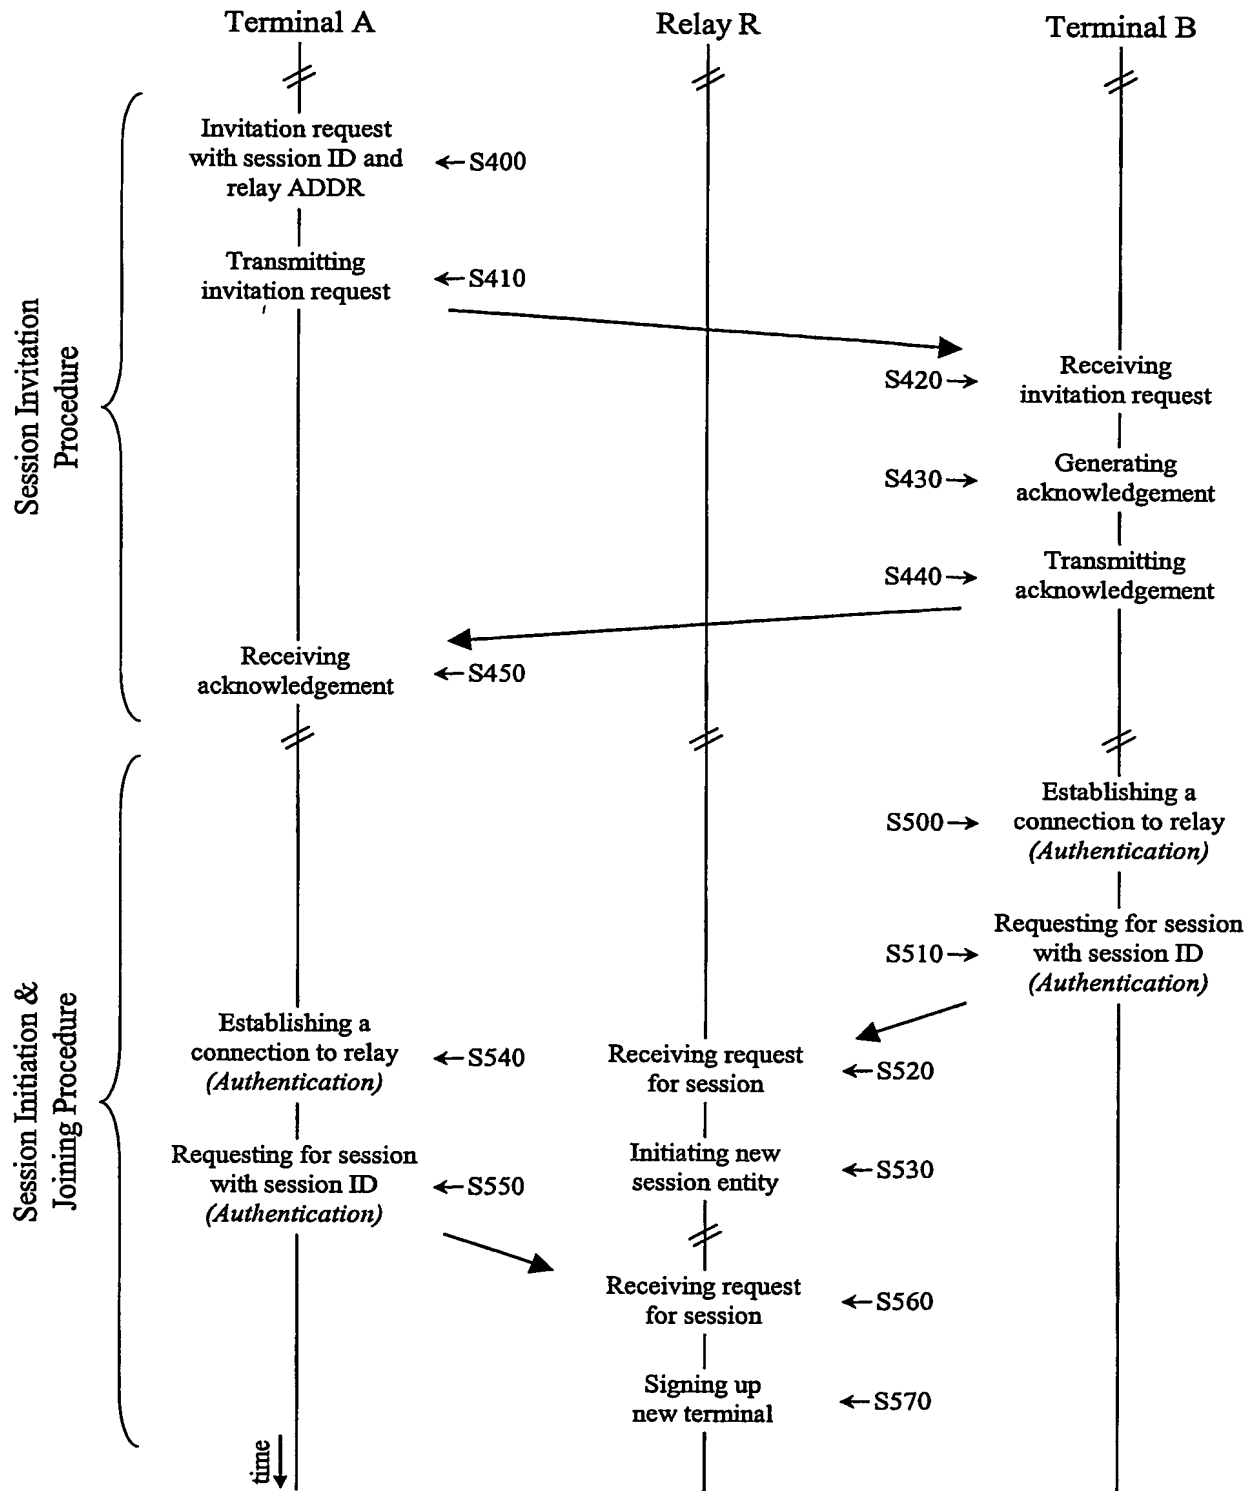 Terminal A
Relay R
Terminal B
Session Invitation
Procedure
Invitation request
with session ID and
relay ADDR
←S400
Transmitting
invitation request
←S410
S420→
Receiving
invitation request
S430→
Generating
acknowledgement
S440→
Transmitting
acknowledgement
Receiving
acknowledgement
←S450
Session Initiation &
Joining Procedure
S500→
Establishing a
connection to relay
(Authentication)
S510→
Requesting for session
with session ID
(Authentication)
Establishing a
connection to relay
(Authentication)
←S540
Receiving request
for session
←S520
Requesting for session
with session ID
(Authentication)
←S550
Initiating new
session entity
←S530
Receiving request
for session
←S560
Signing up
new terminal
←S570
time